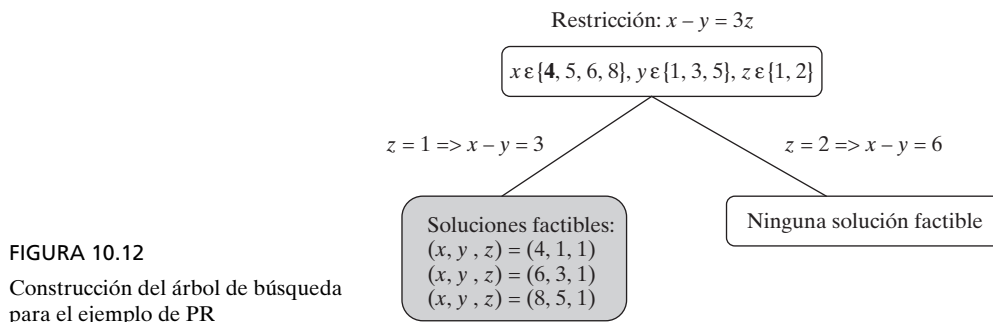 Restricción: x – y = 3z
x ε {4, 5, 6, 8}, y ε {1, 3, 5}, z ε {1, 2}
z = 1 => x – y = 3
z = 2 => x – y = 6
Soluciones factibles:
(x, y , z) = (4, 1, 1)
(x, y , z) = (6, 3, 1)
(x, y , z) = (8, 5, 1)
Ninguna solución factible
FIGURA 10.12
Construcción del árbol de búsqueda
para el ejemplo de PR